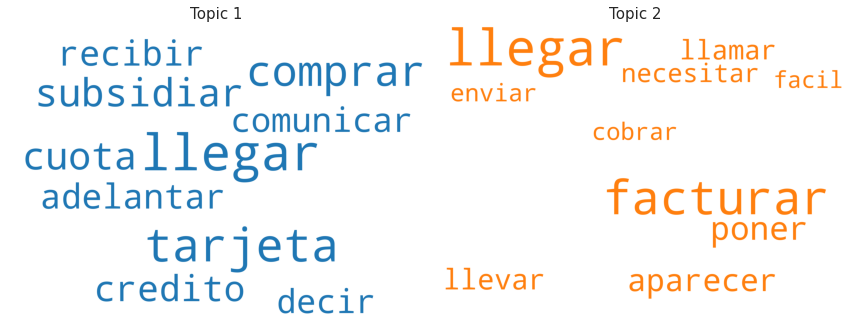 Topic 1
recibir
comprar
subsidiar
comunicar
cuota
llegar
adelantar
tarjeta
credito
decir
Topic 2
llegar
llamar
necesitar
facil
enviar
cobrar
facturar
poner
llevar
aparecer